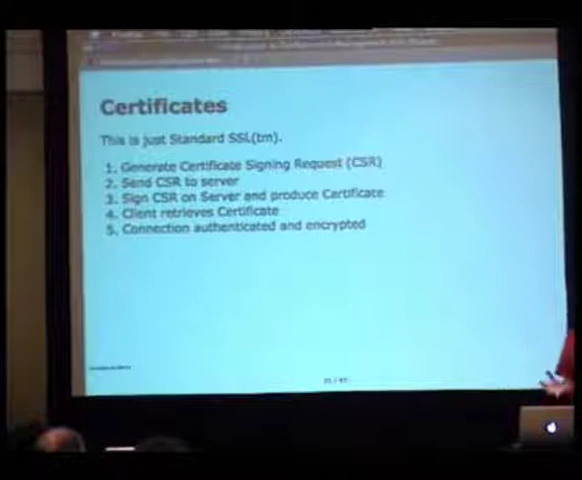 Certificates
This is just Standard SSL(tm).
1. Generate Certificate Signing Request (CSR)
2. Send CSR to server
3. Sign CSR on Server and produce Certificate
4. Client retrieves Certificate
5. Connection authenticated and encrypted